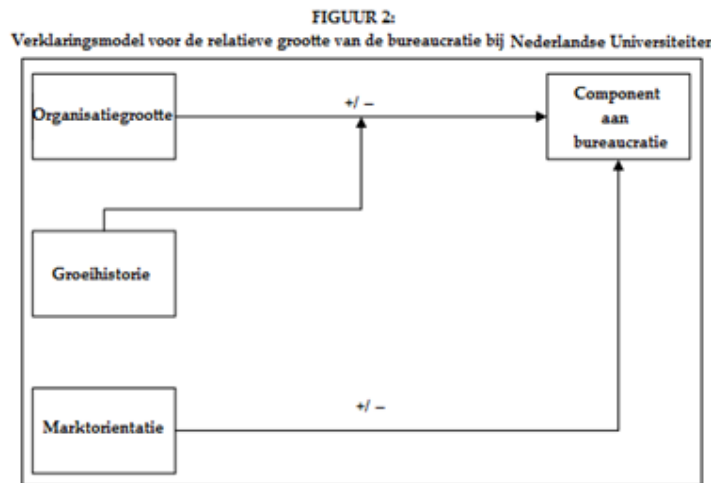 FIGUUR 2:
Verklaringsmodel voor de relatieve grootte van de bureaucratie bij Nederlandse Universiteiten
Organisatiegrootte
+/ –
Component
aan
bureaucratie
Groeihistorie
Marktorientatie
+/ –